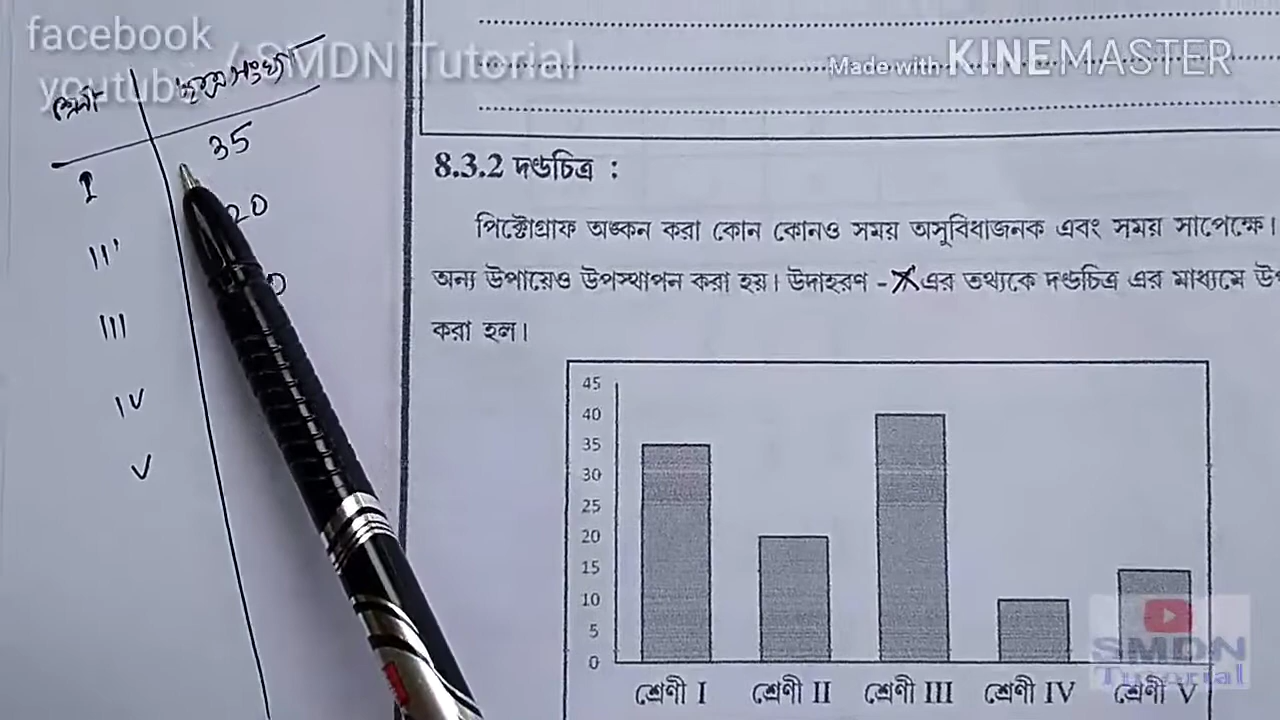 facebook
youtube / SMDN Tutorial
Made with KINEMASTER
শ্রেণী
35
I
20
II
0
III
IV
V
8.3.2 দণ্ডচিত্র :
পিক্টোগ্রাফ অঙ্কন করা কোন কোনও সময় অসুবিধাজনক এবং সময় সাপেক্ষে।
অন্য উপায়েও উপস্থাপন করা হয়। উদাহরণ - এর তথ্যকে দণ্ডচিত্র এর মাধ্যমে
করা হল।
45
40
35
30
25
20
15
10
5
0
শ্রেণী I শ্রেণী II শ্রেণী III শ্রেণী IV শ্রেণী V
SMDN
Tutorial